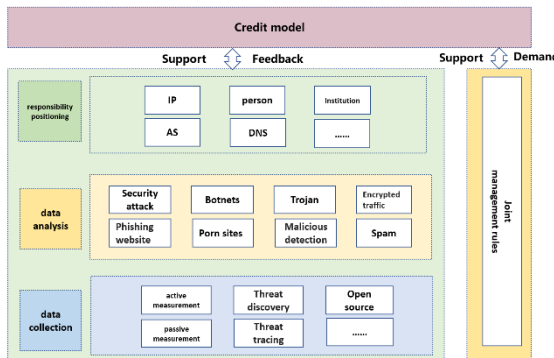 Credit model
Support Feedback
Support Demand
responsibility
positioning
IP person Institution
AS DNS ......
data
analysis
Security
attack
Botnets
Trojan
Encrypted
traffic
Phishing
website
Porn sites
Malicious
detection
Spam
data
collection
active
measurement
Threat
discovery
Open
source
passive
measurement
Threat
tracing
......
Joint
management rules